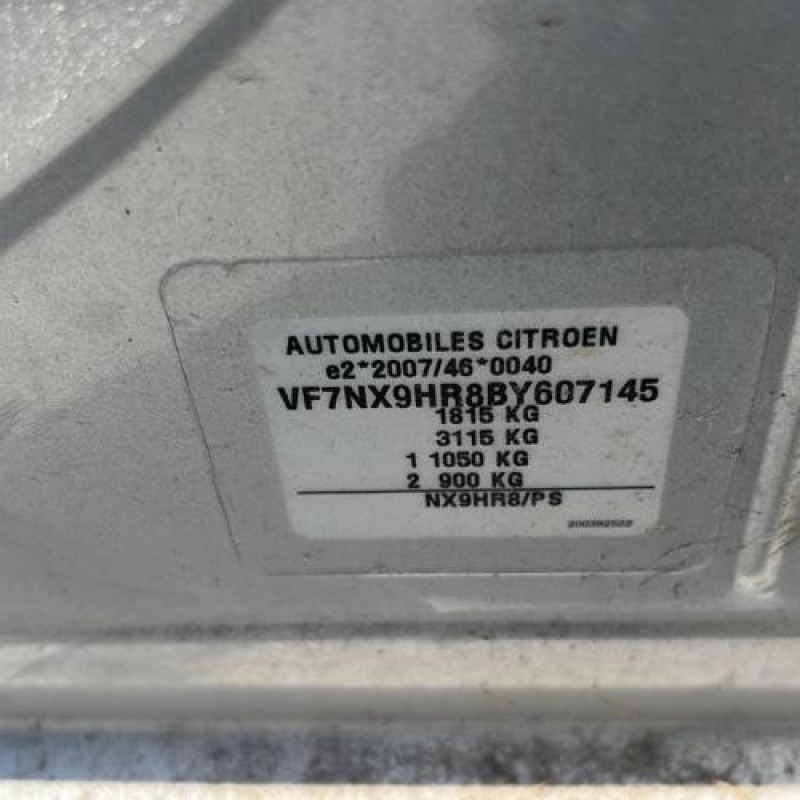 AUTOMOBILES CITROEN
e2*2007/46*0040
VF7NX9HR8BY607145
1815 KG
3115 KG
1 1050 KG
2 900 KG
NX9HR8/PS
200392522